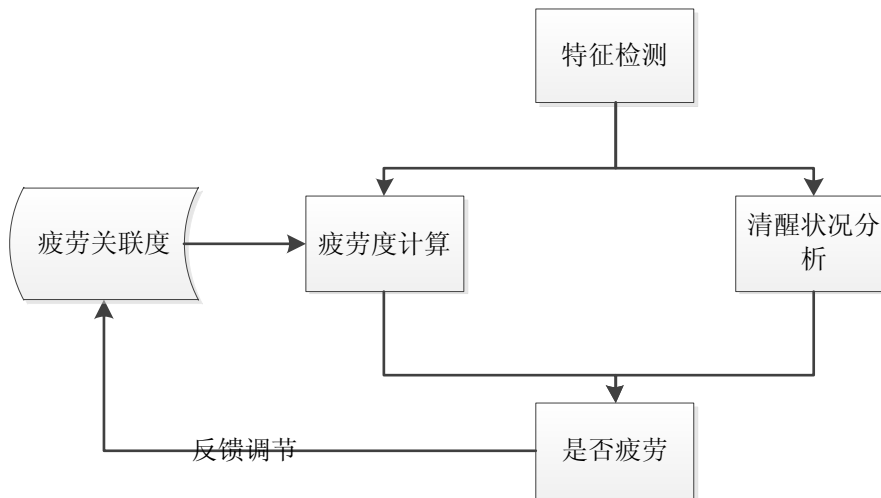 特征检测
疲劳关联度
疲劳度计算
清醒状况分
析
反馈调节
是否疲劳